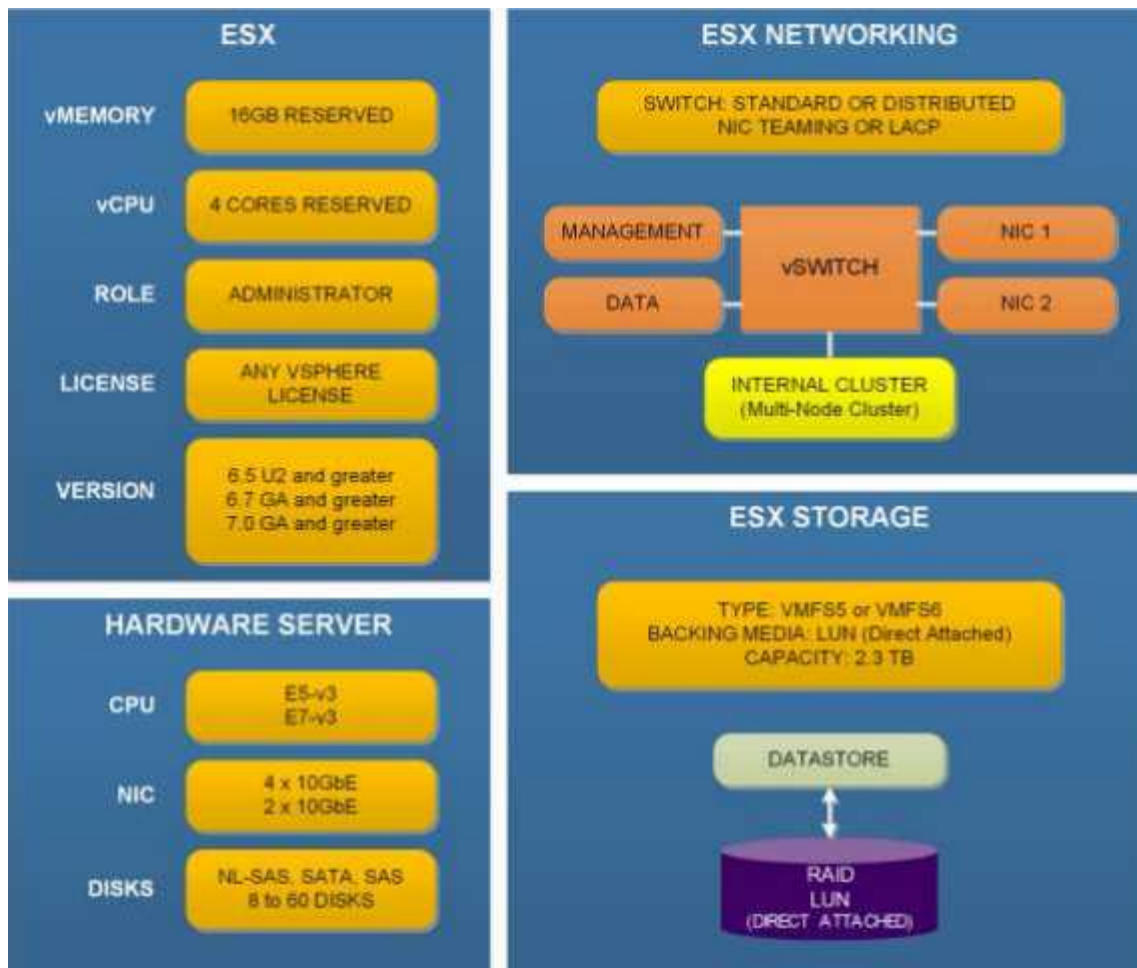 ESX
vMEMORY
16GB RESERVED
vCPU
4 CORES RESERVED
ROLE
ADMINISTRATOR
LICENSE
ANY VSPHERE
LICENSE
VERSION
6.5 U2 and greater
6.7 GA and greater
7.0 GA and greater
HARDWARE SERVER
CPU
E5-v3
E7-v3
NIC
4 x 10GbE
2 x 10GbE
DISKS
NL-SAS, SATA, SAS
8 to 60 DISKS
ESX NETWORKING
SWITCH: STANDARD OR DISTRIBUTED
NIC TEAMING OR LACP
MANAGEMENT
DATA
vSWITCH
NIC 1
NIC 2
INTERNAL CLUSTER
(Multi-Node Cluster)
ESX STORAGE
TYPE: VMFS5 or VMFS6
BACKING MEDIA: LUN (Direct Attached)
CAPACITY: 2.3 TB
DATASTORE
RAID
LUN
(DIRECT ATTACHED)